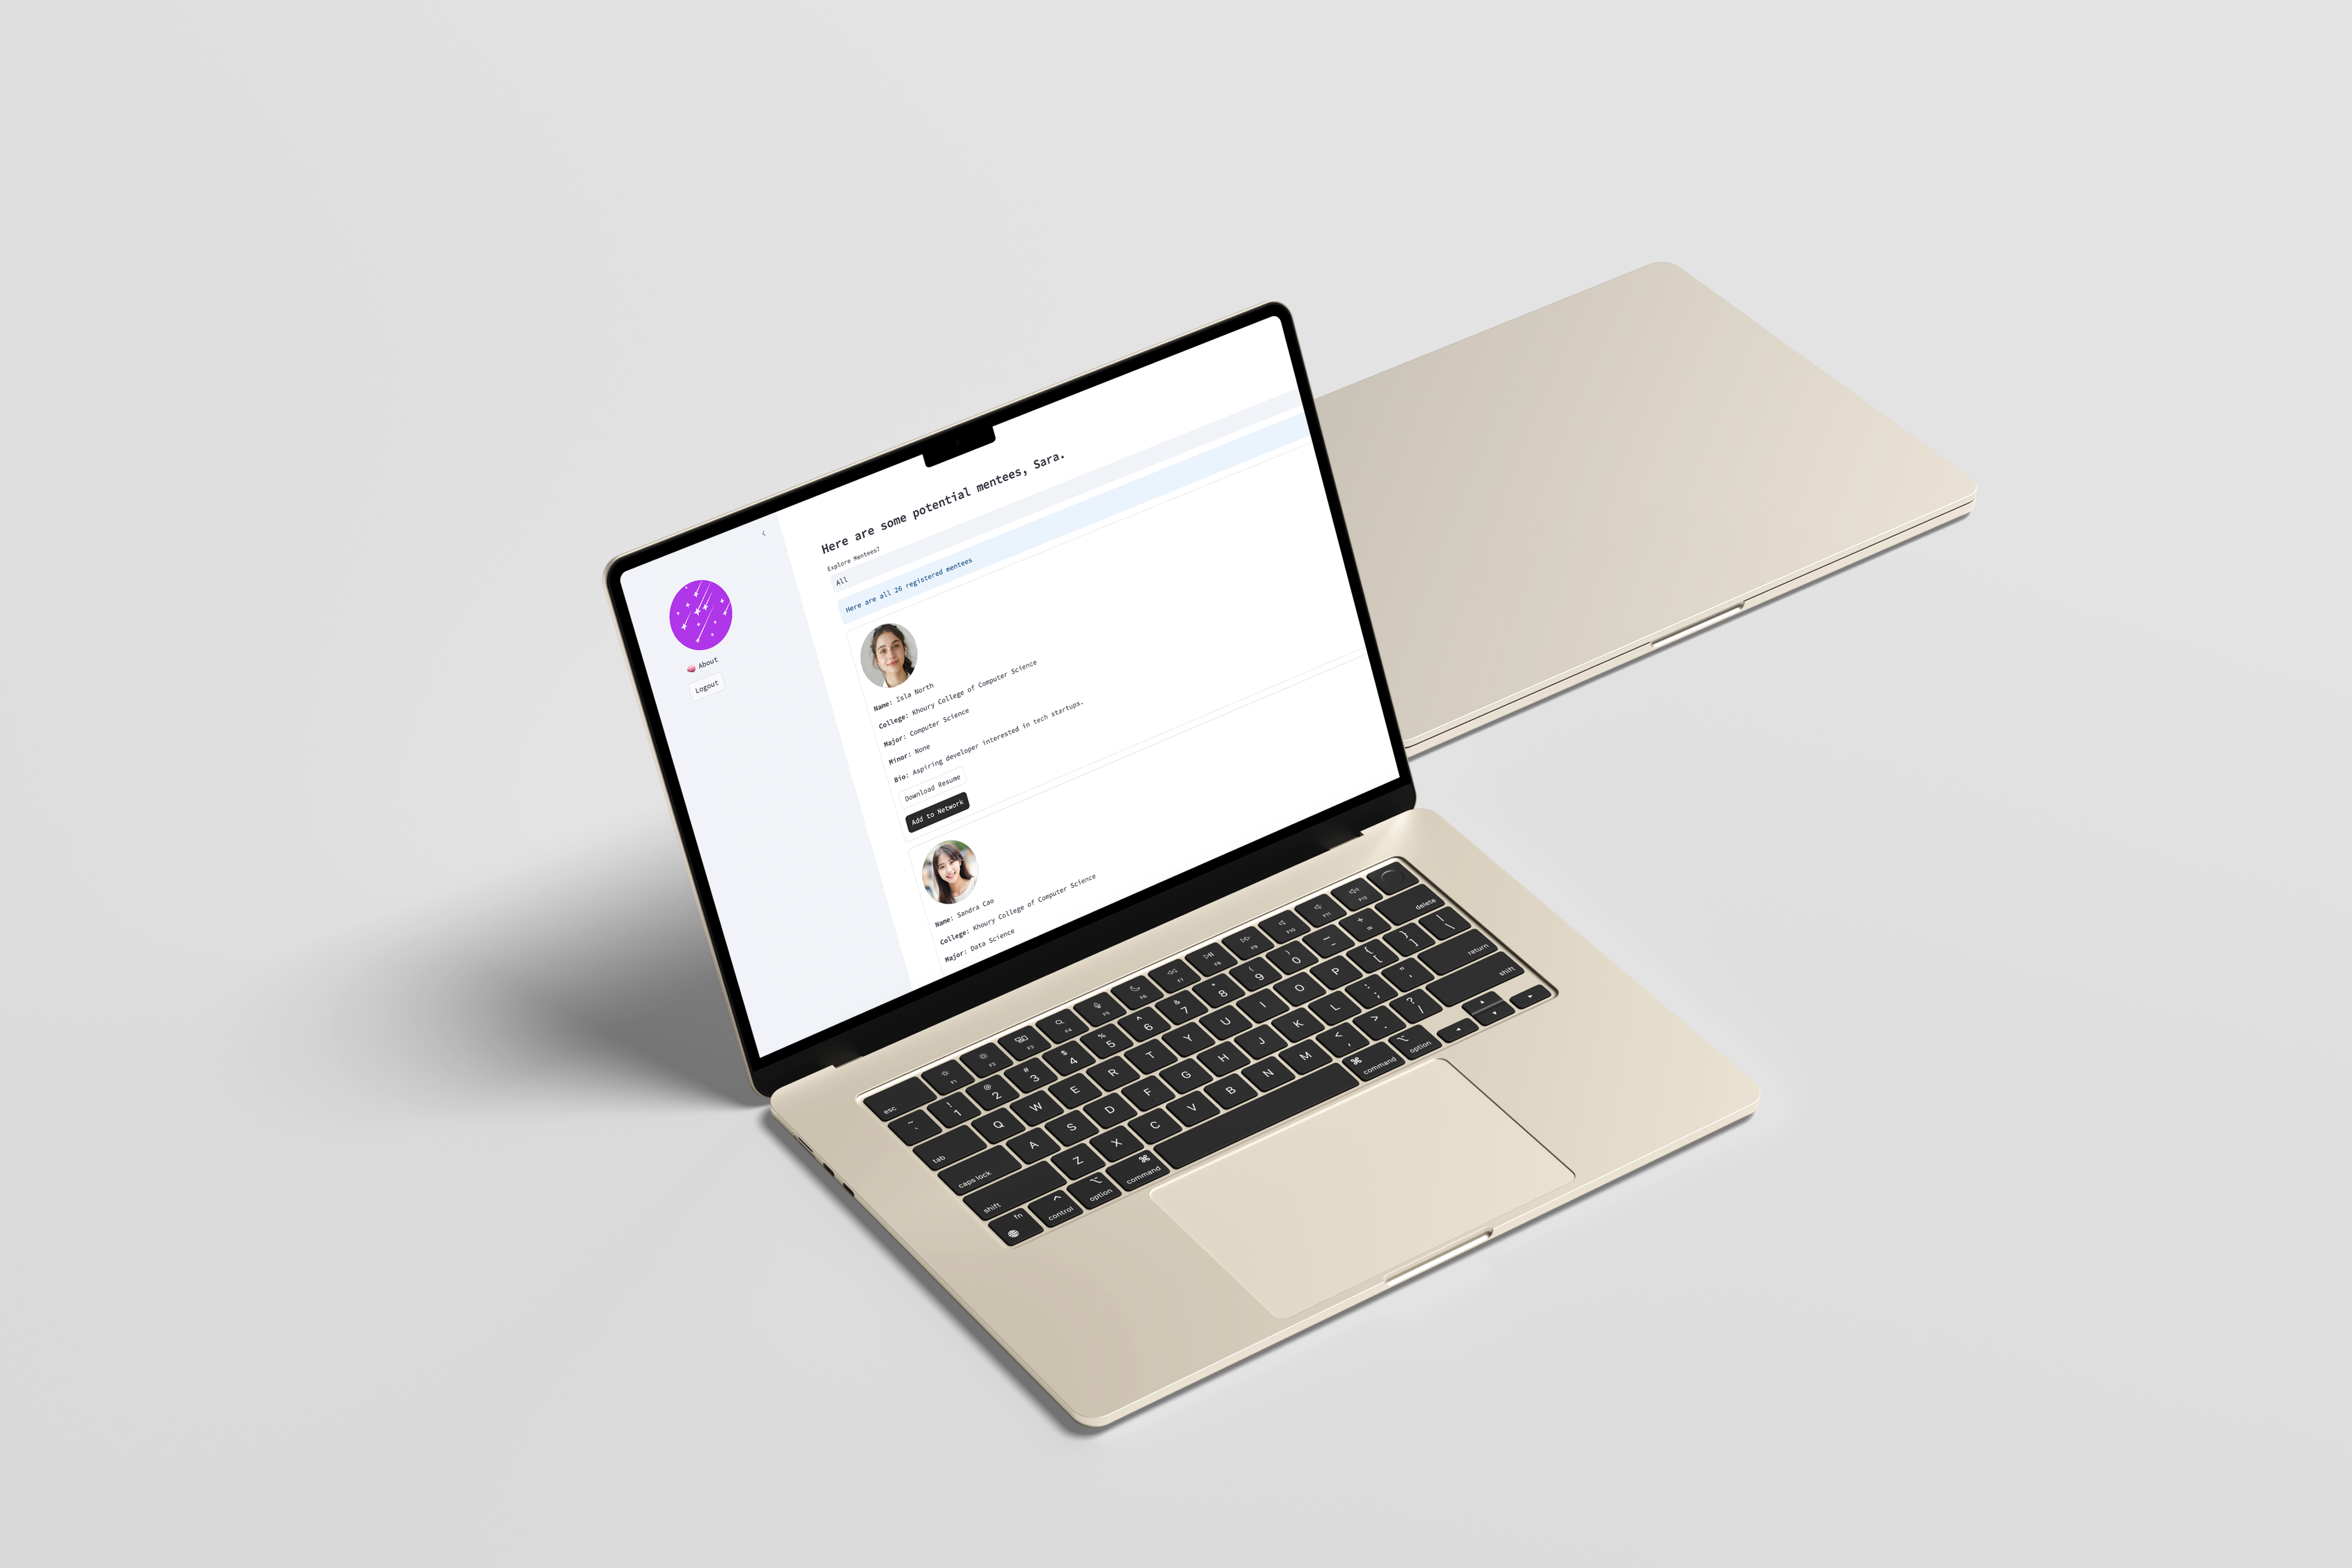 Here are some potential mentees, Sara.
Explore Mentees?
All
Here are all 26 registered mentees
About
Logout
Name: Isla North
College: Khoury College of Computer Science
Major: Computer Science
Minor: None
Bio: Aspiring developer interested in tech startups.
Download Resume
Add to Network
Name: Sandra Cao
College: Khoury College of Computer Science
Major: Data Science
esc F1 F2 F3 F4 F5 F6 F7 F8 F9 F10 F11 F12
~ ` ! 1 @ 2 # 3 $ 4 % 5 ^ 6 & 7 * 8 ( 9 ) 0 _ - + = delete
tab Q W E R T Y U I O P { [ } ] | \
caps lock A S D F G H J K L : ; " ' return
shift Z X C V B N M < , > . ? / shift
fn control option command command option